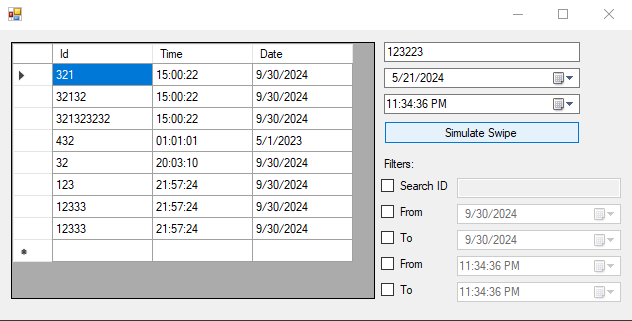 Id Time Date
321 15:00:22 9/30/2024
32132 15:00:22 9/30/2024
321323232 15:00:22 9/30/2024
432 01:01:01 5/1/2023
32 20:03:10 9/30/2024
123 21:57:24 9/30/2024
12333 21:57:24 9/30/2024
12333 21:57:24 9/30/2024
123223
5/21/2024
11:34:36 PM
Simulate Swipe
Filters:
Search ID
From 9/30/2024
To 9/30/2024
From 11:34:36 PM
To 11:34:36 PM